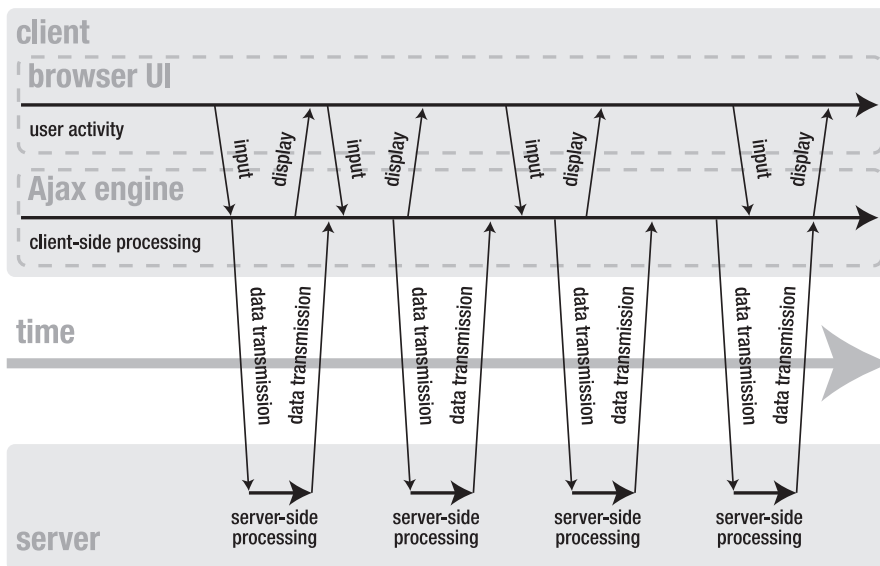 client
browser UI
user activity
input
display
input
display
input
display
input
display
Ajax engine
client-side processing
data transmission
data transmission
data transmission
data transmission
data transmission
data transmission
data transmission
data transmission
time
server-side
processing
server-side
processing
server-side
processing
server-side
processing
server